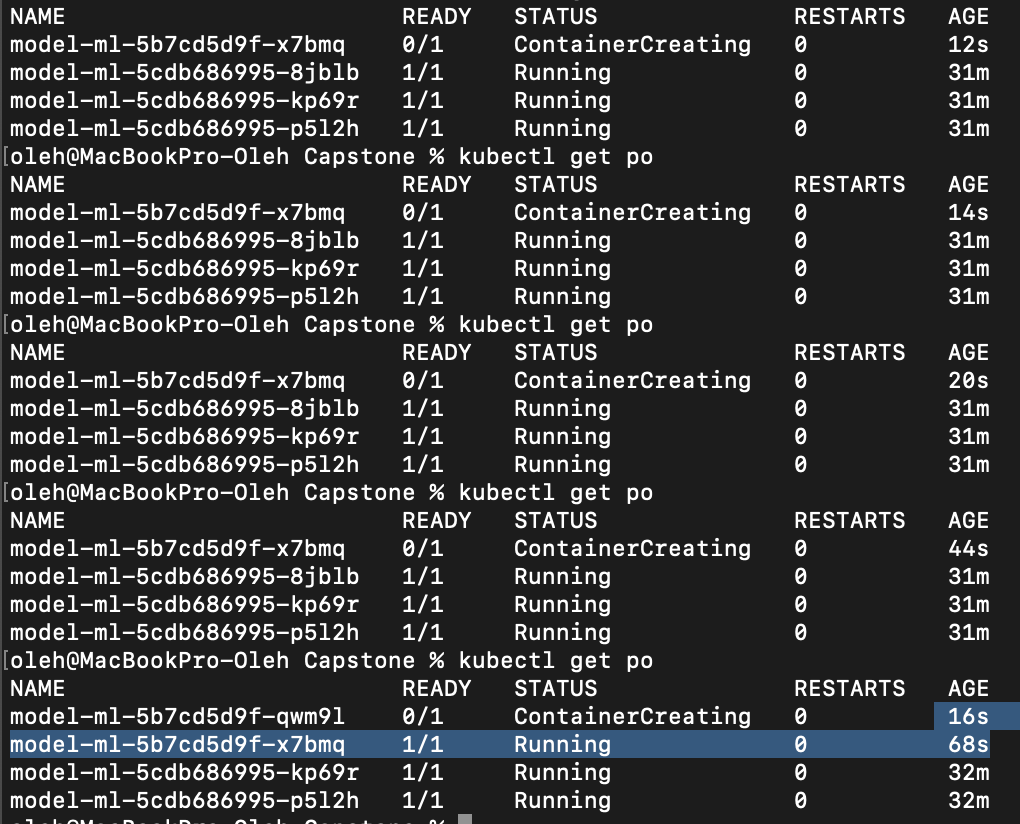 NAME READY STATUS RESTARTS AGE
model-ml-5b7cd5d9f-x7bmq 0/1 ContainerCreating 0 12s
model-ml-5cdb686995-8jblb 1/1 Running 0 31m
model-ml-5cdb686995-kp69r 1/1 Running 0 31m
model-ml-5cdb686995-p5l2h 1/1 Running 0 31m
[oleh@MacBookPro-Oleh Capstone % kubectl get po
NAME READY STATUS RESTARTS AGE
model-ml-5b7cd5d9f-x7bmq 0/1 ContainerCreating 0 14s
model-ml-5cdb686995-8jblb 1/1 Running 0 31m
model-ml-5cdb686995-kp69r 1/1 Running 0 31m
model-ml-5cdb686995-p5l2h 1/1 Running 0 31m
[oleh@MacBookPro-Oleh Capstone % kubectl get po
NAME READY STATUS RESTARTS AGE
model-ml-5b7cd5d9f-x7bmq 0/1 ContainerCreating 0 20s
model-ml-5cdb686995-8jblb 1/1 Running 0 31m
model-ml-5cdb686995-kp69r 1/1 Running 0 31m
model-ml-5cdb686995-p5l2h 1/1 Running 0 31m
[oleh@MacBookPro-Oleh Capstone % kubectl get po
NAME READY STATUS RESTARTS AGE
model-ml-5b7cd5d9f-x7bmq 0/1 ContainerCreating 0 44s
model-ml-5cdb686995-8jblb 1/1 Running 0 31m
model-ml-5cdb686995-kp69r 1/1 Running 0 31m
model-ml-5cdb686995-p5l2h 1/1 Running 0 31m
[oleh@MacBookPro-Oleh Capstone % kubectl get po
NAME READY STATUS RESTARTS AGE
model-ml-5b7cd5d9f-qwm9l 0/1 ContainerCreating 0 16s
model-ml-5b7cd5d9f-x7bmq 1/1 Running 0 68s
model-ml-5cdb686995-kp69r 1/1 Running 0 32m
model-ml-5cdb686995-p5l2h 1/1 Running 0 32m
oleh@MacBookPro-Oleh Capstone %